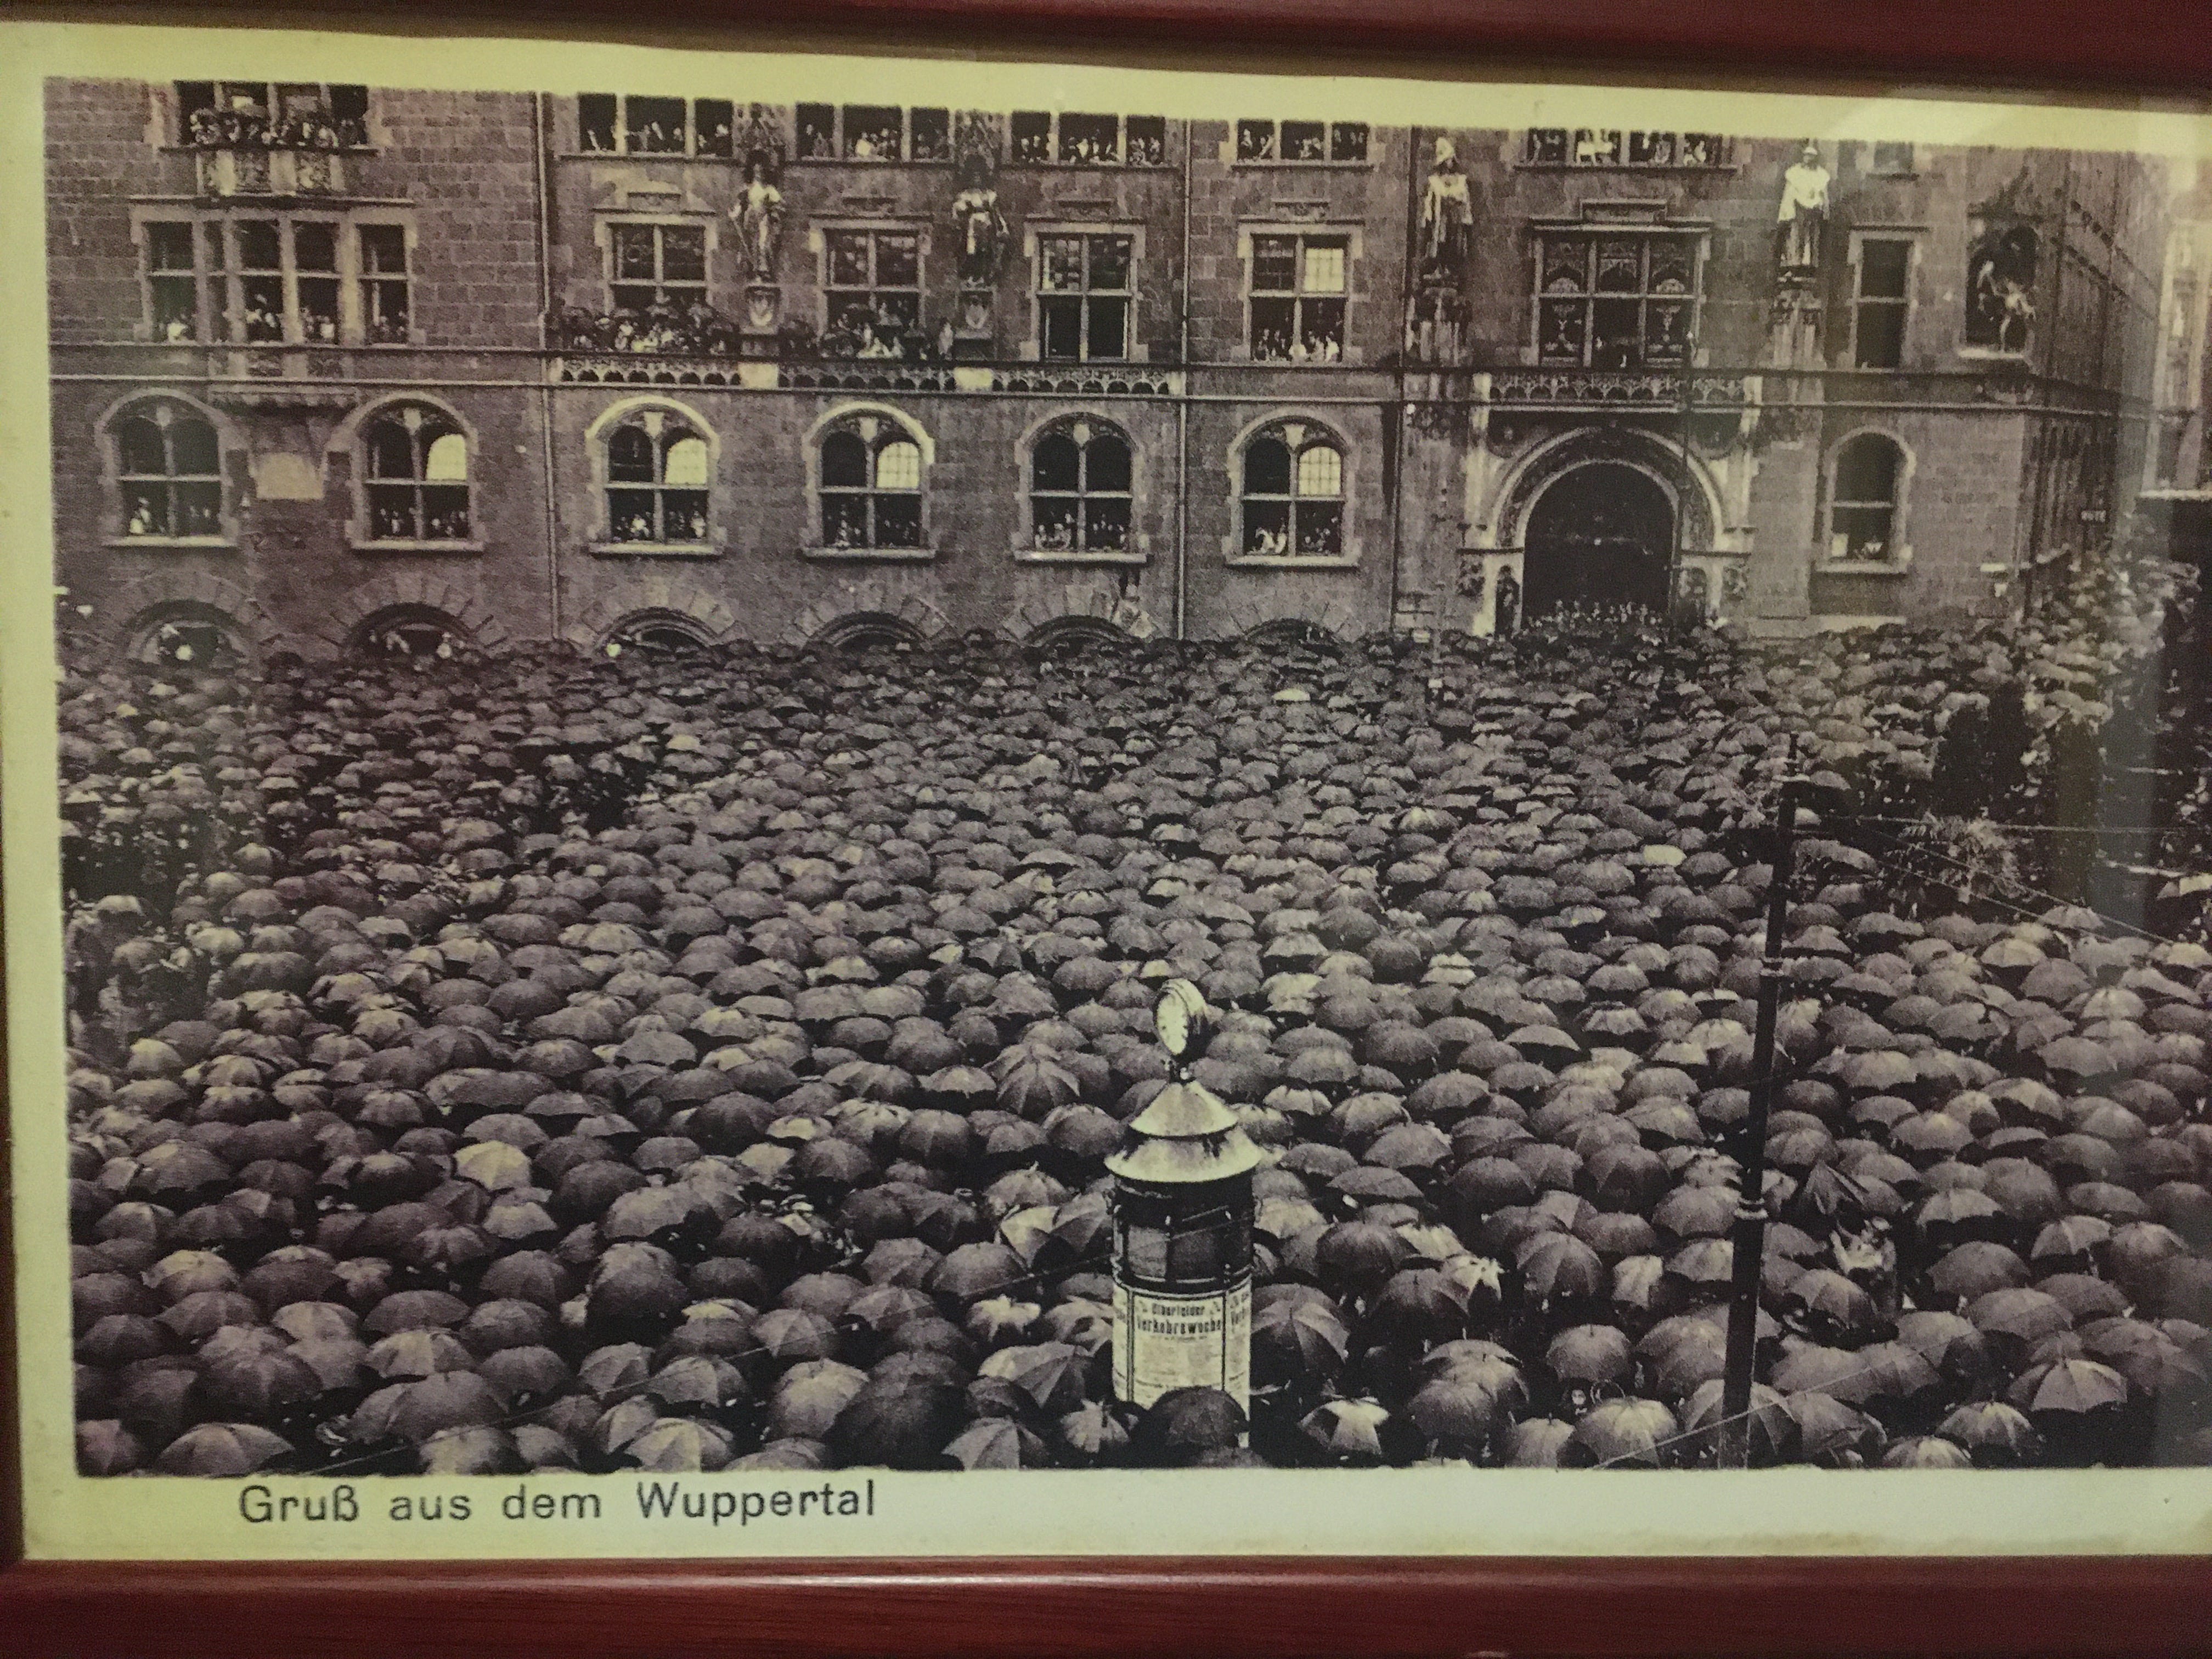 Elberfelder
Verkehrswoche
Gruß aus dem Wuppertal